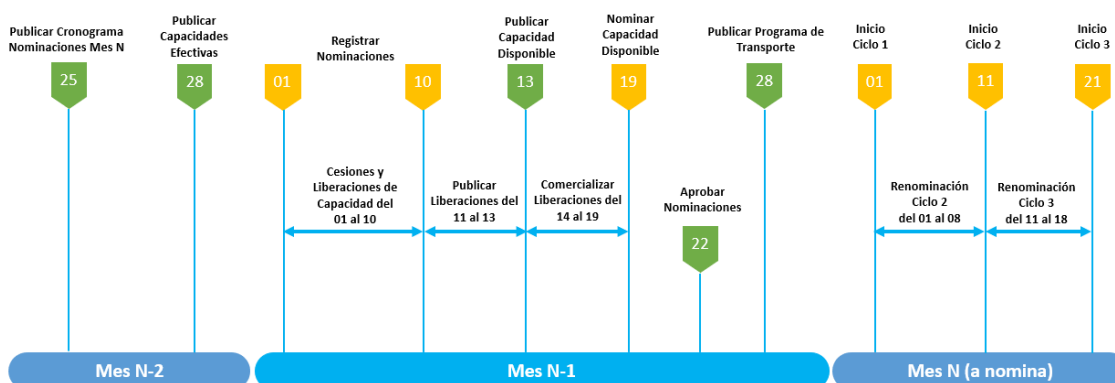 Publicar Cronograma
Nominaciones Mes N
25
Publicar
Capacidades
Efectivas
28
Registrar
Nominaciones
01
10
Publicar
Capacidad
Disponible
13
Nominar
Capacidad
Disponible
19
Publicar Programa de
Transporte
28
Inicio
Ciclo 1
01
Inicio
Ciclo 2
11
Inicio
Ciclo 3
21
Cesiones y
Liberaciones de
Capacidad del
01 al 10
Publicar
Liberaciones del
11 al 13
Comercializar
Liberaciones del
14 al 19
Aprobar
Nominaciones
22
Renominación
Ciclo 2
del 01 al 08
Renominación
Ciclo 3
del 11 al 18
Mes N-2
Mes N-1
Mes N (a nomina)